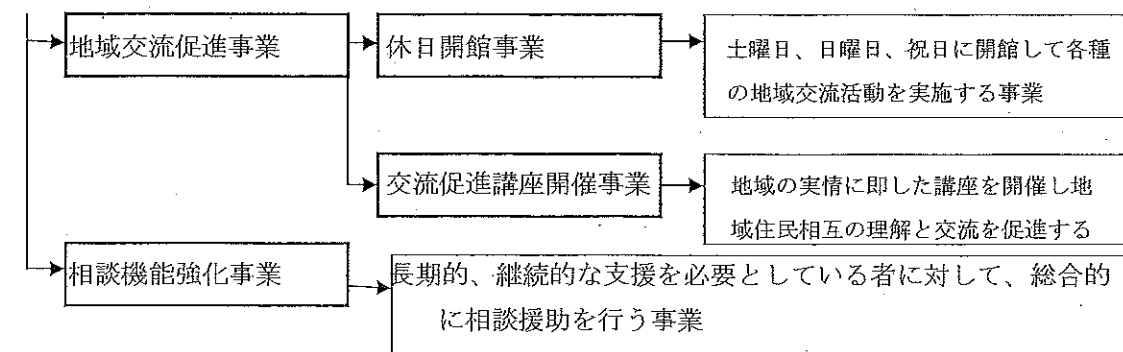 地域交流促進事業
休日開館事業
土曜日、日曜日、祝日に開館して各種
の地域交流活動を実施する事業
交流促進講座開催事業
地域の実情に即した講座を開催し地
域住民相互の理解と交流を促進する
相談機能強化事業
長期的、継続的な支援を必要としている者に対して、総合的
に相談援助を行う事業